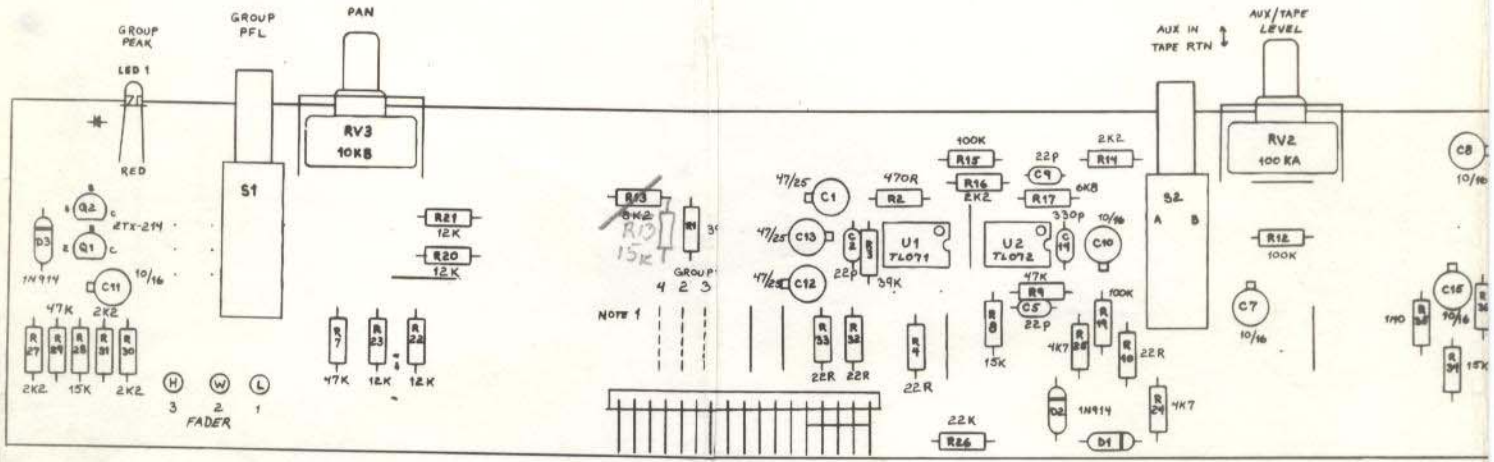 GROUP PEAK
LED 1
RED
GROUP PFL
S1
PAN
RV3
10KB
AUX IN
TAPE RTN
AUX/TAPE LEVEL
RV2
100KA
C8
10/16
Q2
B
C
ZTX-214
Q1
C
D3
1N914
C11
10/16
2K2
47K
R27
R29
R28
R31
R30
2K2
15K
2K2
H
W
L
3
2
1
FADER
R21
12K
R20
12K
R7
R23
R22
47K
12K
12K
R13
8K2
R13
15K
R1
GROUP
4 2 3
NOTE 1
47/25
C1
47/25
C13
47/25
C12
470R
R2
C2
22P
R3
39K
U1
TL071
100K
R15
R16
2K2
22P
C9
R17
6K8
2K2
R14
U2
TL072
330P
C14
10/16
C10
47K
R9
C5
22P
R33
R32
22R
22R
R4
22R
R8
15K
R25
4K7
100K
R19
R10
22R
D2
1N914
D1
R24
4K7
22K
R26
S2
A
B
R12
100K
C7
10/16
1M0
R35
C15
10/16
R36
R34
15K